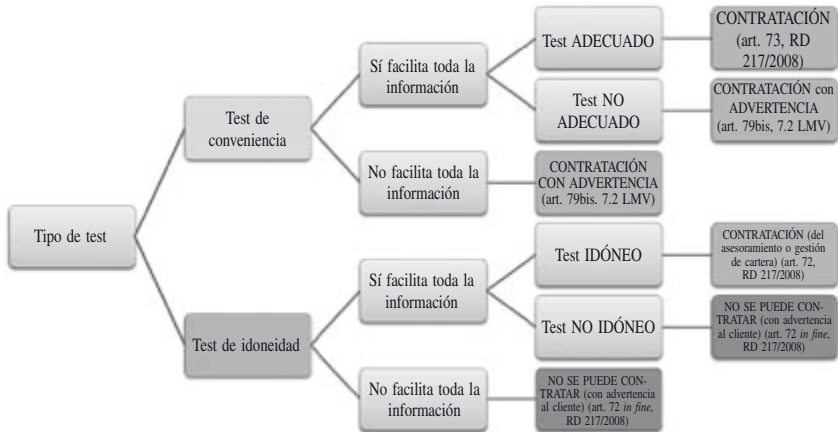 Tipo de test
Test de
conveniencia
Sí facilita toda la
información
Test ADECUADO
CONTRATACIÓN
(art. 73, RD
217/2008)
Test NO
ADECUADO
CONTRATACIÓN con
ADVERTENCIA
(art. 79bis, 7.2 LMV)
No facilita toda la
información
CONTRATACIÓN
CON ADVERTENCIA
(art. 79bis. 7.2 LMV)
Test de idoneidad
Sí facilita toda la
información
Test IDÓNEO
CONTRATACIÓN (del
asesoramiento o gestión
de cartera) (art. 72,
RD 217/2008)
Test NO IDÓNEO
NO SE PUEDE CON-
TRATAR (con advertencia
al cliente) (art. 72 in fine,
RD 217/2008)
No facilita toda la
información
NO SE PUEDE CON-
TRATAR (con advertencia
al cliente) (art. 72 in fine,
RD 217/2008)